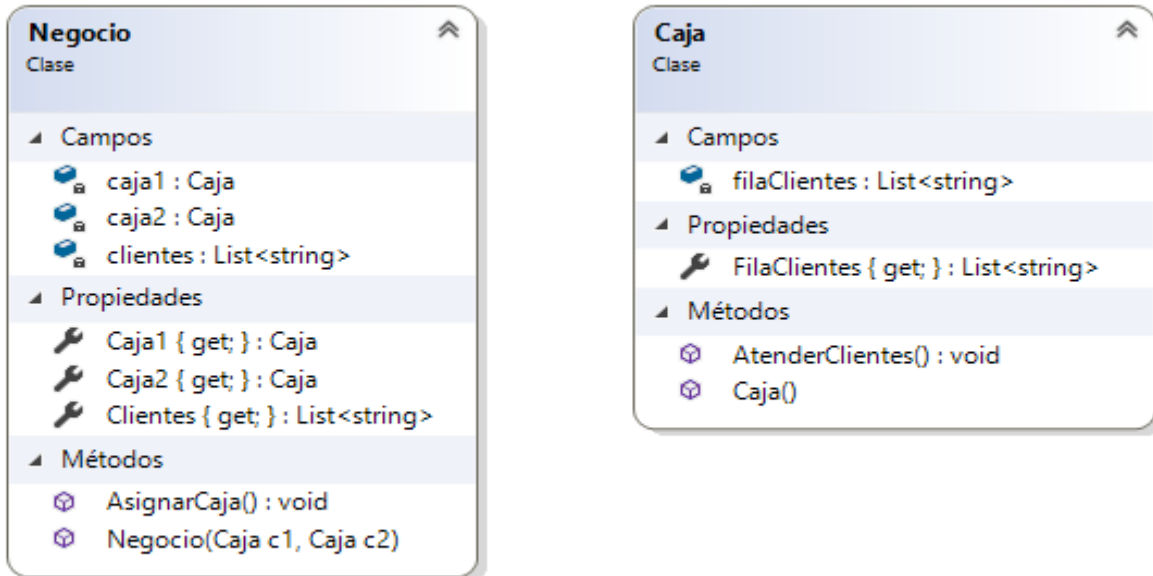 Negocio
Clase
Campos
caja1 : Caja
caja2 : Caja
clientes : List<string>
Propiedades
Caja1 { get; } : Caja
Caja2 { get; } : Caja
Clientes { get; } : List<string>
Métodos
AsignarCaja() : void
Negocio(Caja c1, Caja c2)
Caja
Clase
Campos
filaClientes : List<string>
Propiedades
FilaClientes { get; } : List<string>
Métodos
AtenderClientes() : void
Caja()